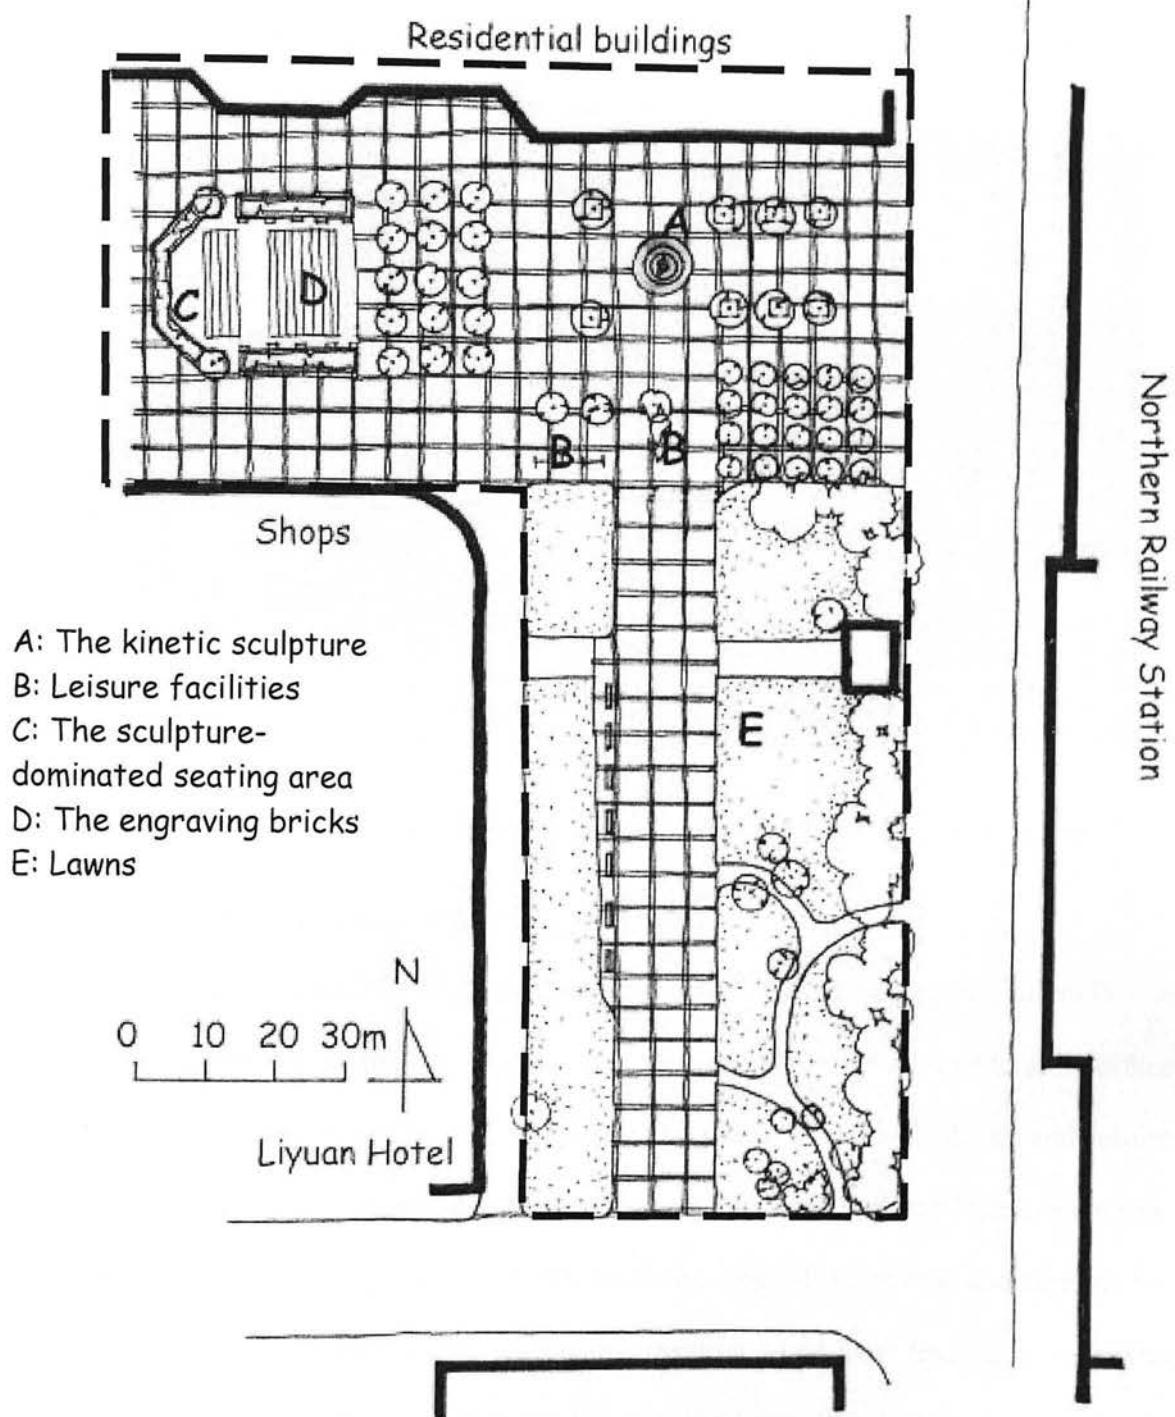 Residential buildings
A
C
D
B
B
Northern Railway Station
Shops
A: The kinetic sculpture
B: Leisure facilities
C: The sculpture-
dominated seating area
D: The engraving bricks
E: Lawns
E
N
0 10 20 30m
Liyuan Hotel